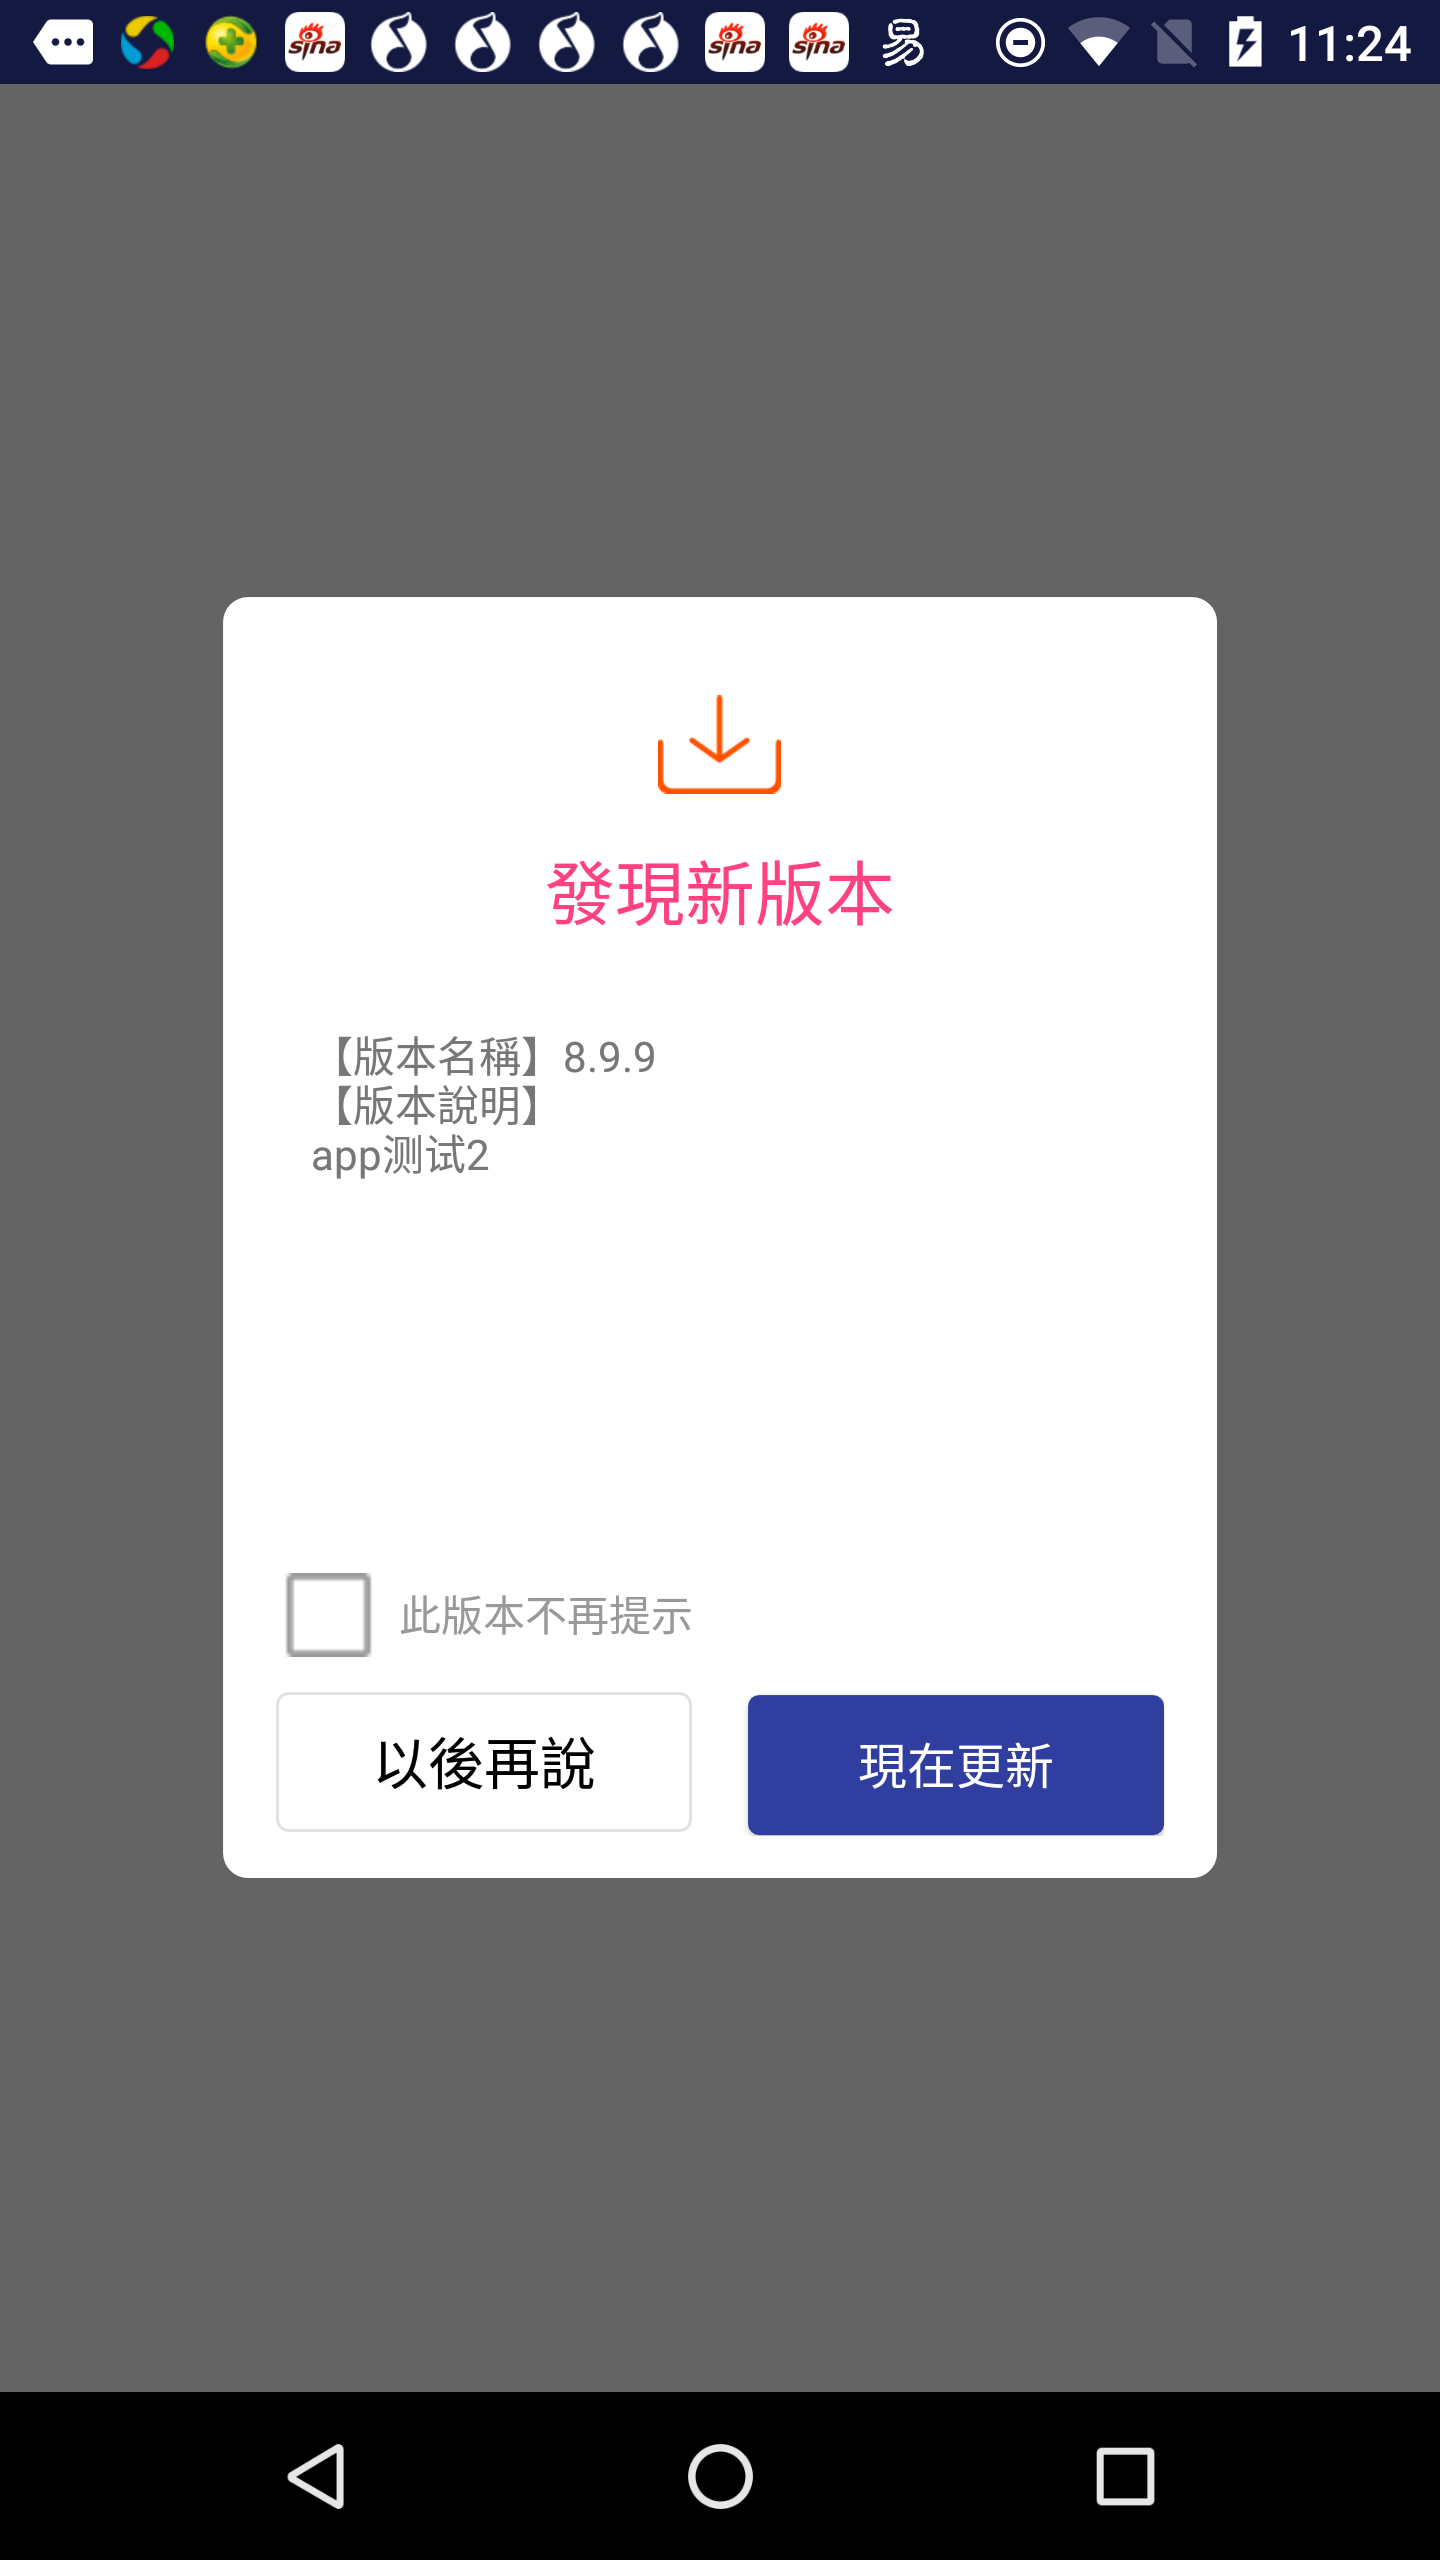 sina sina sina 易 11:24
發現新版本
【版本名稱】8.9.9
【版本說明】
app测试2
此版本不再提示
以後再說
現在更新